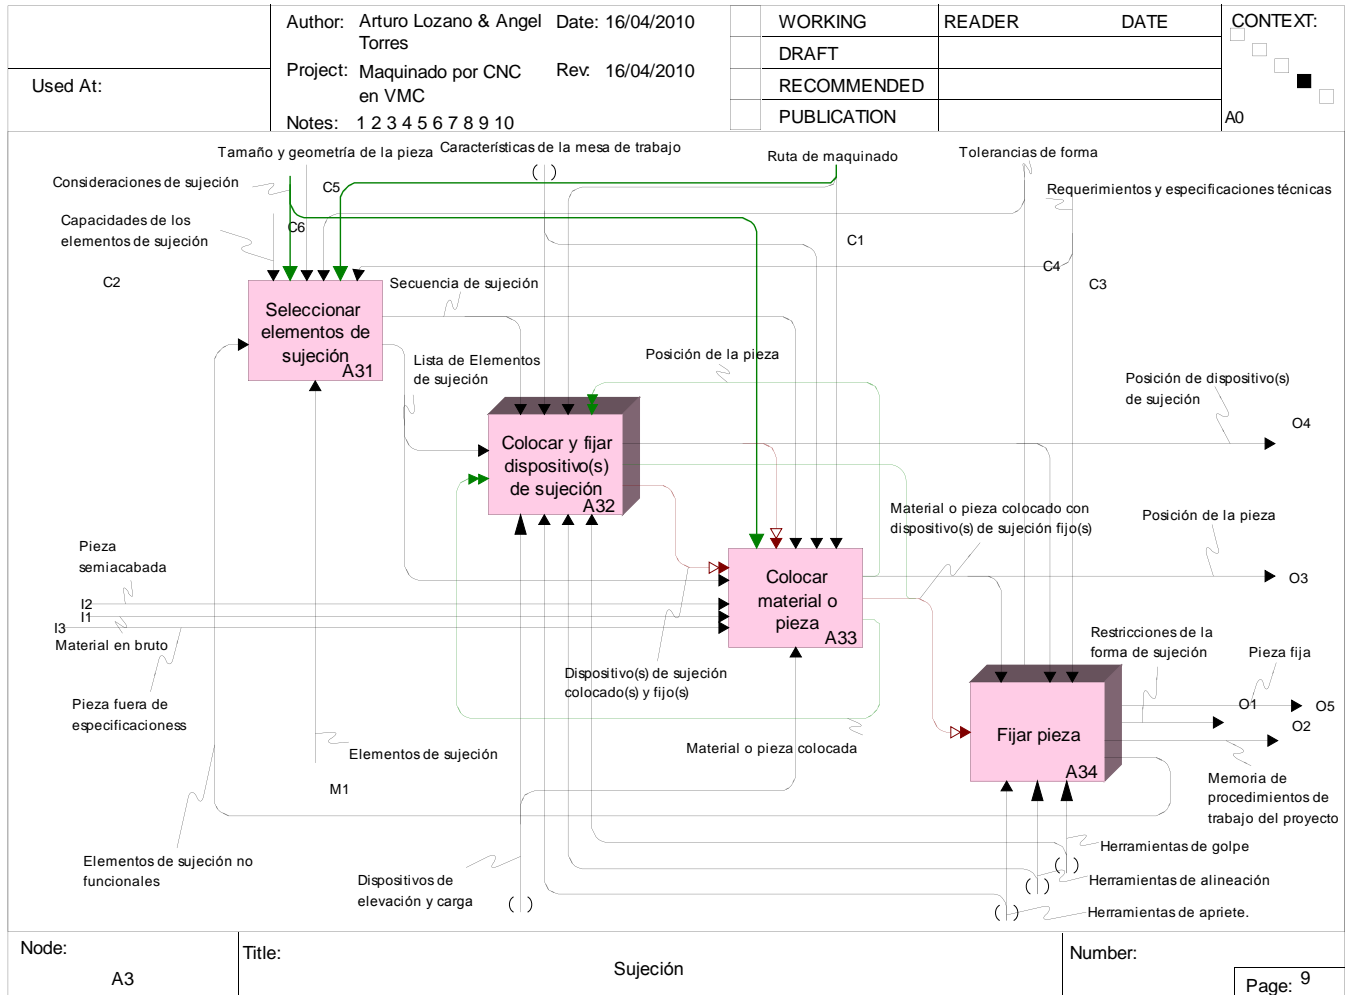 Used At:
Author: Arturo Lozano & Angel
Torres
Date: 16/04/2010
Project: Maquinado por CNC
en VMC
Rev: 16/04/2010
Notes: 1 2 3 4 5 6 7 8 9 10
WORKING
DRAFT
RECOMMENDED
PUBLICATION
READER
DATE
CONTEXT:
A0
Tamaño y geometría de la pieza
Características de la mesa de trabajo
Ruta de maquinado
Tolerancias de forma
Consideraciones de sujeción
C5
Requerimientos y especificaciones técnicas
Capacidades de los
elementos de sujeción
C6
C1
C4
C2
C3
Seleccionar
elementos de
sujeción
A31
Secuencia de sujeción
Lista de Elementos
de sujeción
Posición de la pieza
Posición de dispositivo(s)
de sujeción
O4
Colocar y fijar
dispositivo(s)
de sujeción
A32
Material o pieza colocado con
dispositivo(s) de sujeción fijo(s)
Posición de la pieza
O3
Pieza
semiacabada
I2
I1
I3
Material en bruto
Colocar
material o
pieza
A33
Pieza fuera de
especificacioness
Dispositivo(s) de sujeción
colocado(s) y fijo(s)
Restricciones de la
forma de sujeción
Pieza fija
O1
O5
O2
Elementos de sujeción
M1
Material o pieza colocada
Fijar pieza
A34
Memoria de
procedimientos de
trabajo del proyecto
Elementos de sujeción no
funcionales
Dispositivos de
elevación y carga
Herramientas de golpe
Herramientas de alineación
Herramientas de apriete.
Node:
A3
Title:
Sujeción
Number:
Page: 9